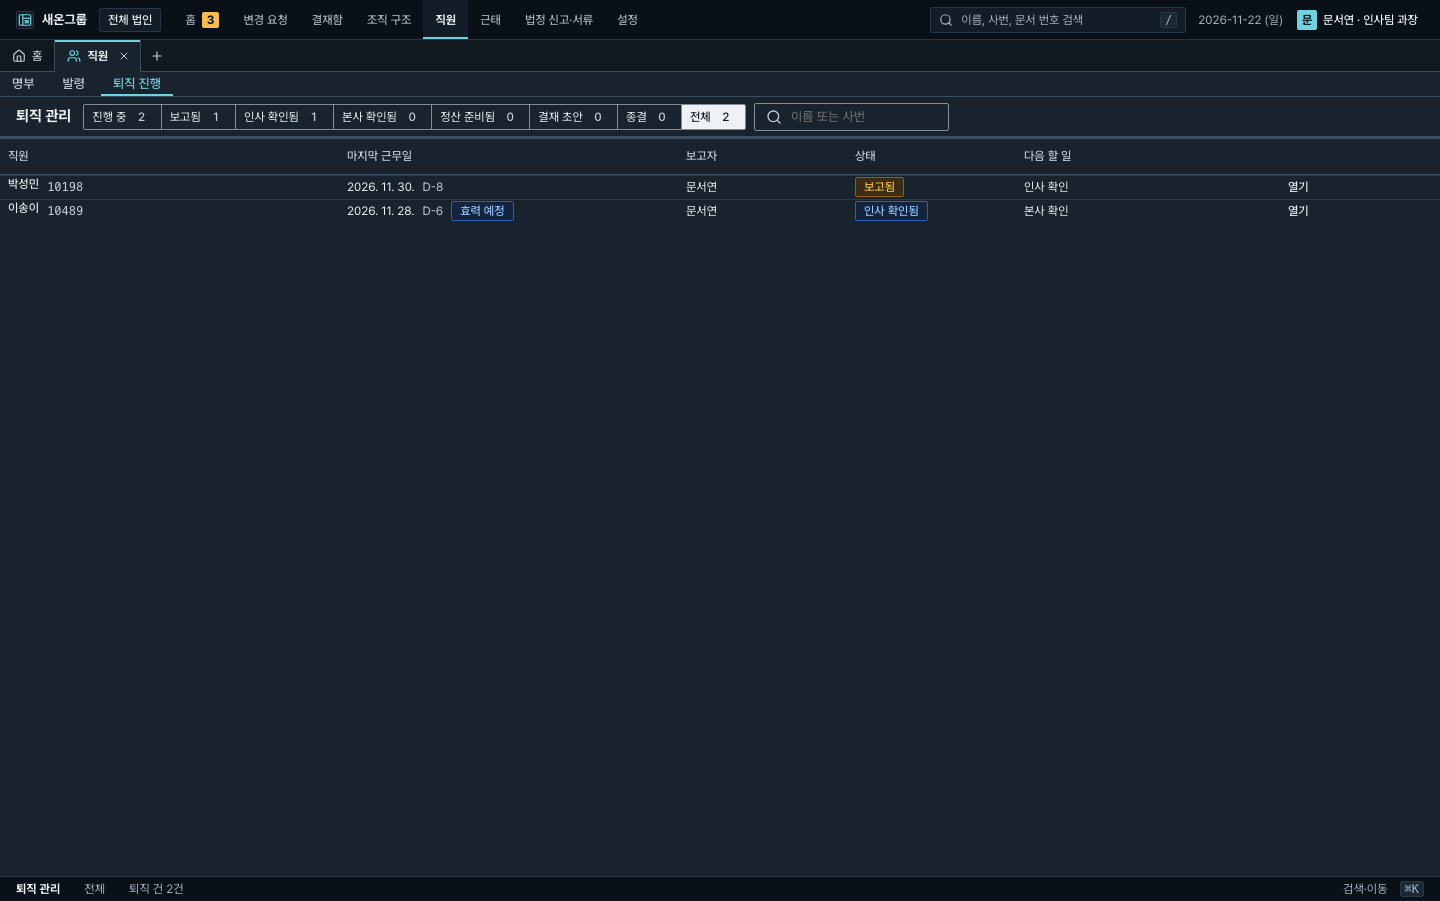 새온그룹 전체 법인 홈 3 변경 요청 결재함 조직 구조 직원 근태 법정 신고·서류 설정 이름, 사번, 문서 번호 검색 / 2026-11-22 (일) 문 문서연 · 인사팀 과장
홈 직원
명부 발령 퇴직 진행
퇴직 관리 진행 중 2 보고됨 1 인사 확인됨 1 본사 확인됨 0 정산 준비됨 0 결재 초안 0 종결 0 전체 2 이름 또는 사번
직원 마지막 근무일 보고자 상태 다음 할 일
박성민 10198 2026. 11. 30. D-8 문서연 보고됨 인사 확인 열기
이송이 10489 2026. 11. 28. D-6 효력 예정 문서연 인사 확인됨 본사 확인 열기
퇴직 관리 전체 퇴직 건 2건 검색·이동 ⌘K